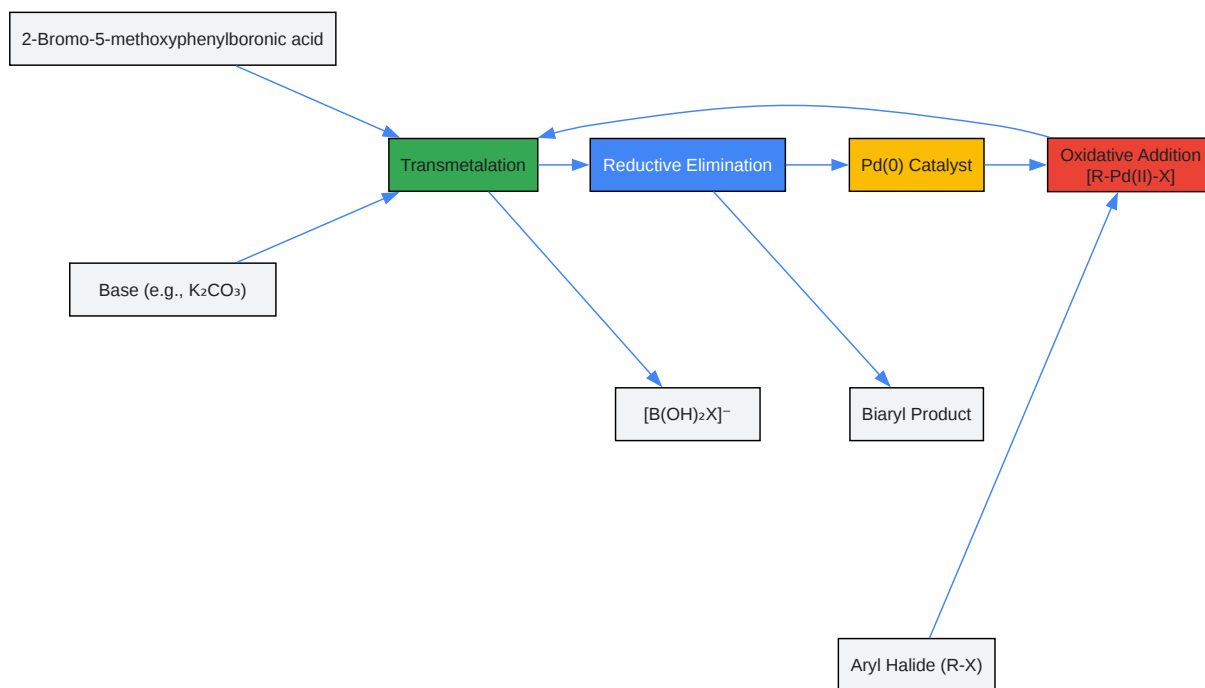 2-Bromo-5-methoxyphenylboronic acid
Transmetalation
Reductive Elimination
Pd(0) Catalyst
Oxidative Addition
[R-Pd(II)-X]
Base (e.g., K₂CO₃)
[B(OH)₂X]⁻
Biaryl Product
Aryl Halide (R-X)